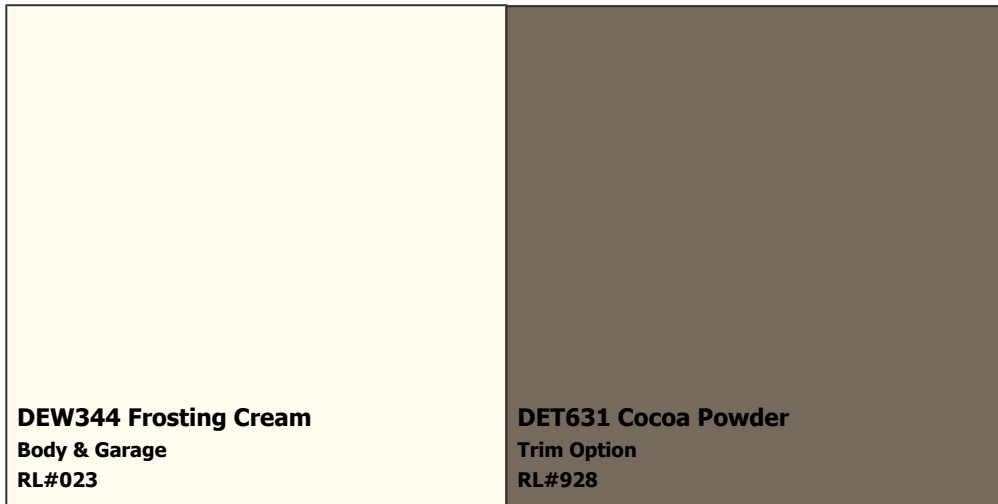 DEW344 Frosting Cream
Body & Garage
RL#023
DET631 Cocoa Powder
Trim Option
RL#928